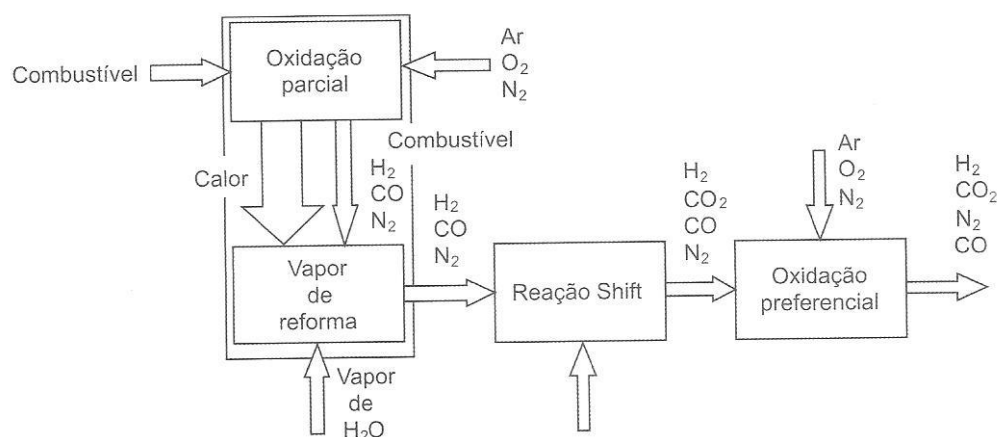 Combustível
Oxidação
parcial
Ar
O₂
N₂
Calor
Combustível
H₂
CO
N₂
Vapor
de
reforma
Vapor
de
H₂O
H₂
CO
N₂
Reação Shift
H₂
CO₂
CO
N₂
Ar
O₂
N₂
Oxidação
preferencial
H₂
CO₂
N₂
CO